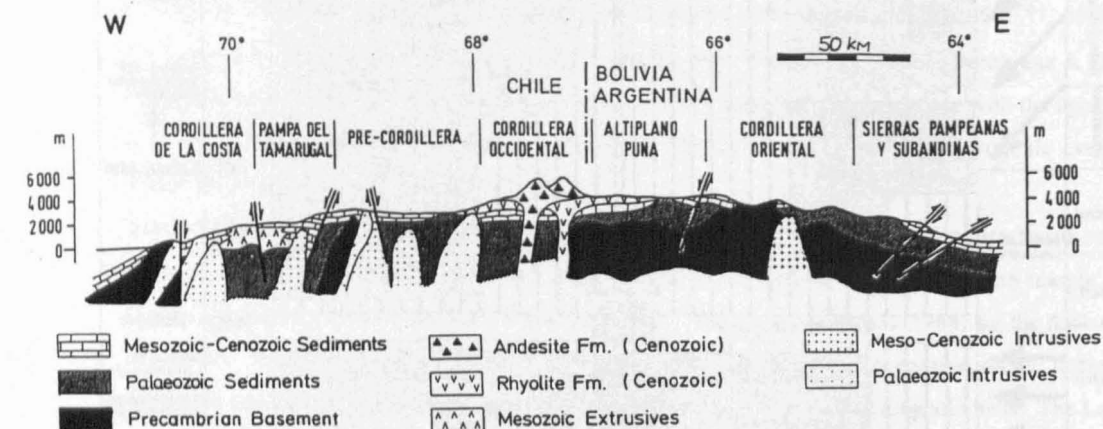 W E
70° 68° 66° 64°
50 KM
CHILE BOLIVIA
ARGENTINA
m CORDILLERA DE LA COSTA PAMPA DEL TAMARUGAL PRE-CORDILLERA CORDILLERA OCCIDENTAL ALTIPLANO PUNA CORDILLERA ORIENTAL SIERRAS PAMPEANAS Y SUBANDINAS m
6000 6000
4000 4000
2000 2000
0 0
Mesozoic-Cenozoic Sediments
Palaeozoic Sediments
Precambrian Basement
Andesite Fm. (Cenozoic)
Rhyolite Fm. (Cenozoic)
Mesozoic Extrusives
Meso-Cenozoic Intrusives
Palaeozoic Intrusives